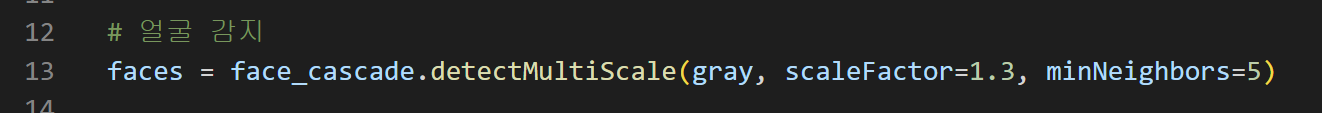 12 # 얼굴 감지
13 faces = face_cascade.detectMultiScale(gray, scaleFactor=1.3, minNeighbors=5)
14